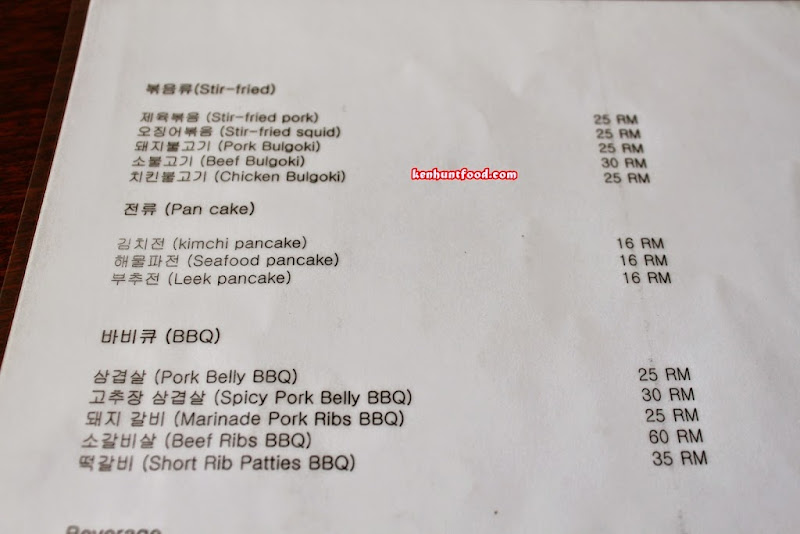 볶음류(Stir-fried)
제육볶음 (Stir-fried pork) 25 RM
오징어볶음 (Stir-fried squid) 25 RM
돼지불고기 (Pork Bulgoki) 25 RM
소불고기 (Beef Bulgoki) 30 RM
치킨불고기 (Chicken Bulgoki) 25 RM
kenhuntfood.com
전류 (Pan cake)
김치전 (kimchi pancake) 16 RM
해물파전 (Seafood pancake) 16 RM
부추전 (Leek pancake) 16 RM
바비큐 (BBQ)
삼겹살 (Pork Belly BBQ) 25 RM
고추장 삼겹살 (Spicy Pork Belly BBQ) 30 RM
돼지 갈비 (Marinade Pork Ribs BBQ) 25 RM
소갈비살 (Beef Ribs BBQ) 60 RM
떡갈비 (Short Rib Patties BBQ) 35 RM
Beverage